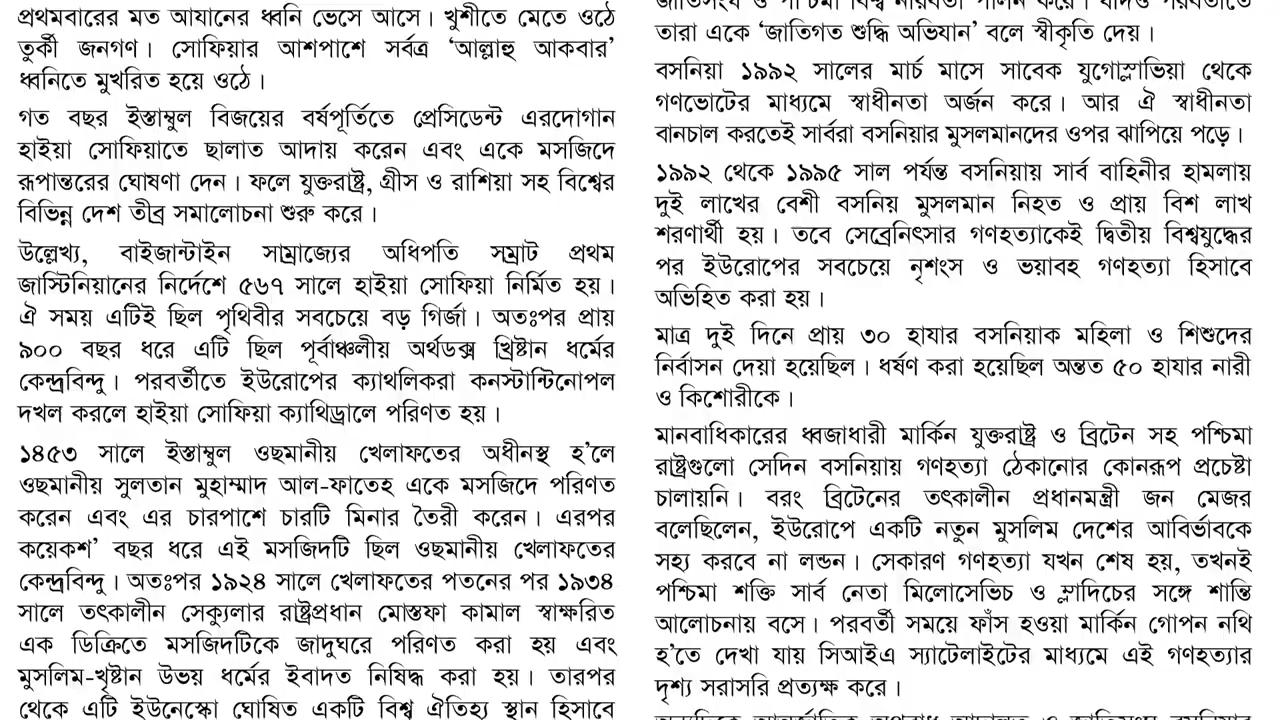 প্রথমবারের মত আযানের ধ্বনি ভেসে আসে। খুশীতে মেতে ওঠে
তুর্কী জনগণ। সোফিয়ার আশপাশে সর্বত্র ‘আল্লাহু আকবার’
ধ্বনিতে মুখরিত হয়ে ওঠে।
গত বছর ইস্তাম্বুল বিজয়ের বর্ষপূর্তিতে প্রেসিডেন্ট এরদোগান
হাইয়া সোফিয়াতে ছালাত আদায় করেন এবং একে মসজিদে
রূপান্তরের ঘোষণা দেন। ফলে যুক্তরাষ্ট্র, গ্রীস ও রাশিয়া সহ বিশ্বের
বিভিন্ন দেশ তীব্র সমালোচনা শুরু করে।
উল্লেখ্য, বাইজান্টাইন সাম্রাজ্যের অধিপতি সম্রাট প্রথম
জাস্টিনিয়ানের নির্দেশে ৫৬৭ সালে হাইয়া সোফিয়া নির্মিত হয়।
ঐ সময় এটিই ছিল পৃথিবীর সবচেয়ে বড় গির্জা। অতঃপর প্রায়
৯০০ বছর ধরে এটি ছিল পূর্বাঞ্চলীয় অর্থডক্স খ্রিষ্টান ধর্মের
কেন্দ্রবিন্দু। পরবর্তীতে ইউরোপের ক্যাথলিকরা কনস্টান্টিনোপল
দখল করলে হাইয়া সোফিয়া ক্যাথিড্রালে পরিণত হয়।
১৪৫৩ সালে ইস্তাম্বুল ওছমানীয় খেলাফতের অধীনস্থ হ’লে
ওছমানীয় সুলতান মুহাম্মাদ আল-ফাতেহ একে মসজিদে পরিণত
করেন এবং এর চারপাশে চারটি মিনার তৈরী করেন। এরপর
কয়েকশ’ বছর ধরে এই মসজিদটি ছিল ওছমানীয় খেলাফতের
কেন্দ্রবিন্দু। অতঃপর ১৯২৪ সালে খেলাফতের পতনের পর ১৯৩৪
সালে তৎকালীন সেক্যুলার রাষ্ট্রপ্রধান মোস্তফা কামাল স্বাক্ষরিত
এক ডিক্রিতে মসজিদটিকে জাদুঘরে পরিণত করা হয় এবং
মুসলিম-খৃষ্টান উভয় ধর্মের ইবাদত নিষিদ্ধ করা হয়। তারপর
থেকে এটি ইউনেস্কো ঘোষিত একটি বিশ্ব ঐতিহ্য স্থান হিসাবে
তারা একে ‘জাতিগত শুদ্ধি অভিযান’ বলে স্বীকৃতি দেয়।
বসনিয়া ১৯৯২ সালের মার্চ মাসে সাবেক যুগোস্লাভিয়া থেকে
গণভোটের মাধ্যমে স্বাধীনতা অর্জন করে। আর ঐ স্বাধীনতা
বানচাল করতেই সার্বরা বসনিয়ার মুসলমানদের ওপর ঝাপিয়ে পড়ে।
১৯৯২ থেকে ১৯৯৫ সাল পর্যন্ত বসনিয়ায় সার্ব বাহিনীর হামলায়
দুই লাখের বেশী বসনিয় মুসলমান নিহত ও প্রায় বিশ লাখ
শরণার্থী হয়। তবে সেব্রেনিৎসার গণহত্যাকেই দ্বিতীয় বিশ্বযুদ্ধের
পর ইউরোপের সবচেয়ে নৃশংস ও ভয়াবহ গণহত্যা হিসাবে
অভিহিত করা হয়।
মাত্র দুই দিনে প্রায় ৩০ হাযার বসনিয়াক মহিলা ও শিশুদের
নির্বাসন দেয়া হয়েছিল। ধর্ষণ করা হয়েছিল অন্তত ৫০ হাযার নারী
ও কিশোরীকে।
মানবাধিকারের ধ্বজাধারী মার্কিন যুক্তরাষ্ট্র ও ব্রিটেন সহ পশ্চিমা
রাষ্ট্রগুলো সেদিন বসনিয়ায় গণহত্যা ঠেকানোর কোনরূপ প্রচেষ্টা
চালায়নি। বরং ব্রিটেনের তৎকালীন প্রধানমন্ত্রী জন মেজর
বলেছিলেন, ইউরোপে একটি নতুন মুসলিম দেশের আবির্ভাবকে
সহ্য করবে না লন্ডন। সেকারণ গণহত্যা যখন শেষ হয়, তখনই
পশ্চিমা শক্তি সার্ব নেতা মিলোসেভিচ ও ম্লাদিচের সঙ্গে শান্তি
আলোচনায় বসে। পরবর্তী সময়ে ফাঁস হওয়া মার্কিন গোপন নথি
হ’তে দেখা যায় সিআইএ স্যাটেলাইটের মাধ্যমে এই গণহত্যার
দৃশ্য সরাসরি প্রত্যক্ষ করে।